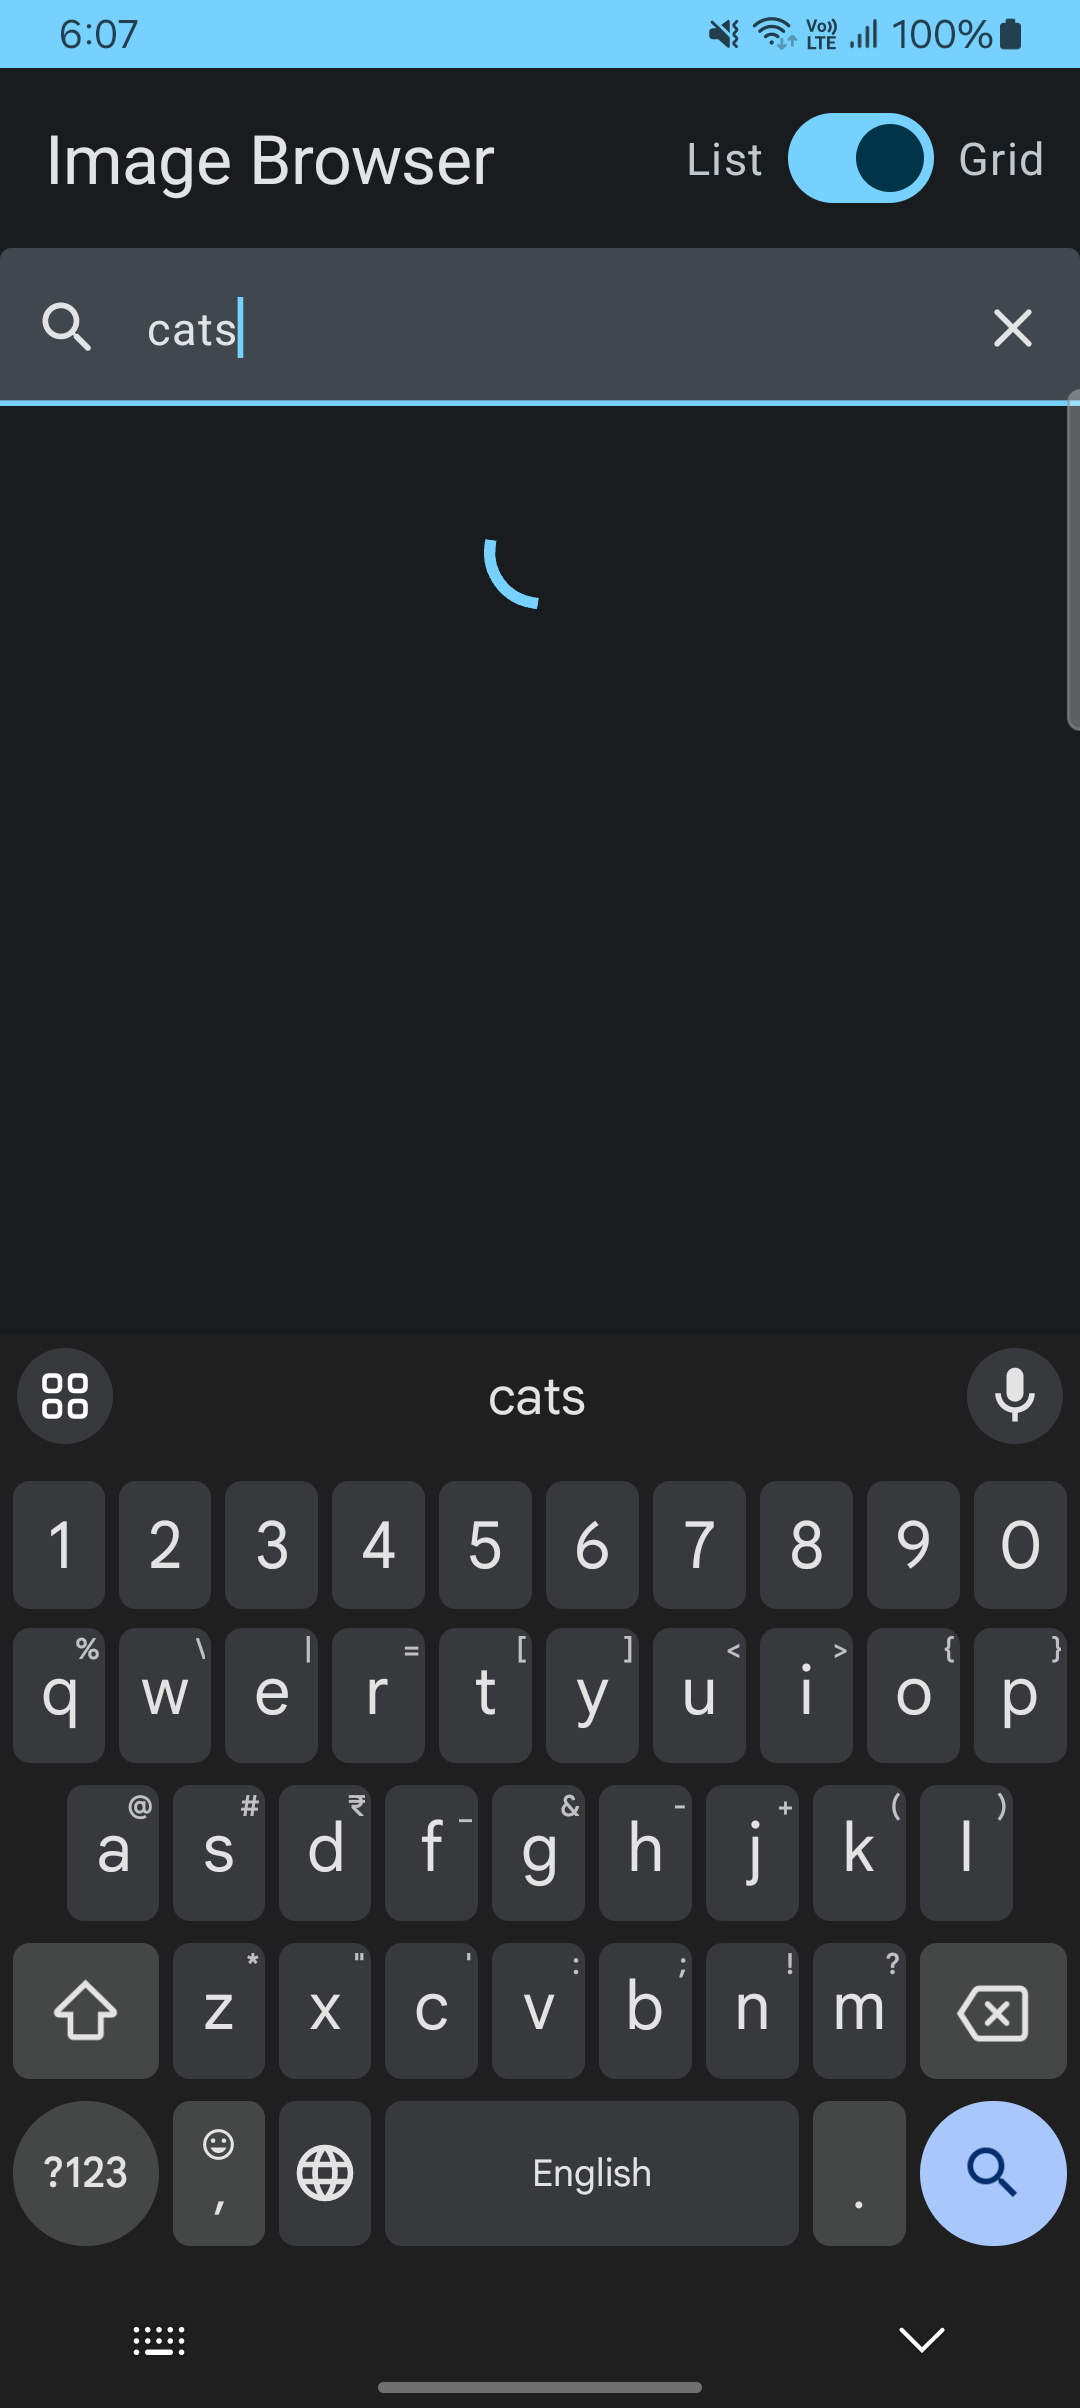 6:07 Vo)) LTE 100%
Image Browser List Grid
cats
cats
1 2 3 4 5 6 7 8 9 0
% \ | = [ ] < > { }
q w e r t y u i o p
@ # ₹ _ & - + ( )
a s d f g h j k l
* " ' : ; ! ?
z x c v b n m
?123 , English .